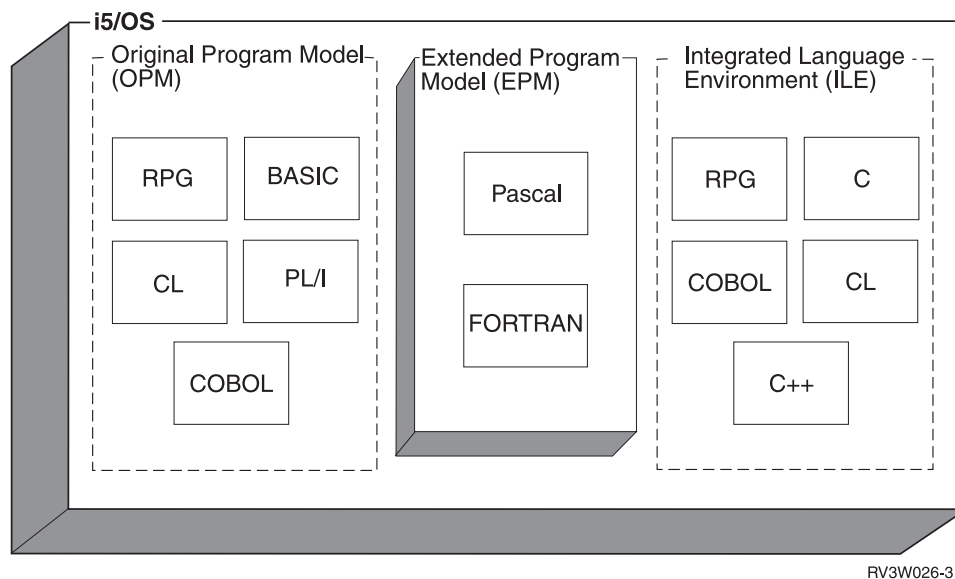 i5/OS
Original Program Model
(OPM)
RPG
BASIC
CL
PL/I
COBOL
Extended Program
Model (EPM)
Pascal
FORTRAN
Integrated Language
Environment (ILE)
RPG
C
COBOL
CL
C++
RV3W026-3